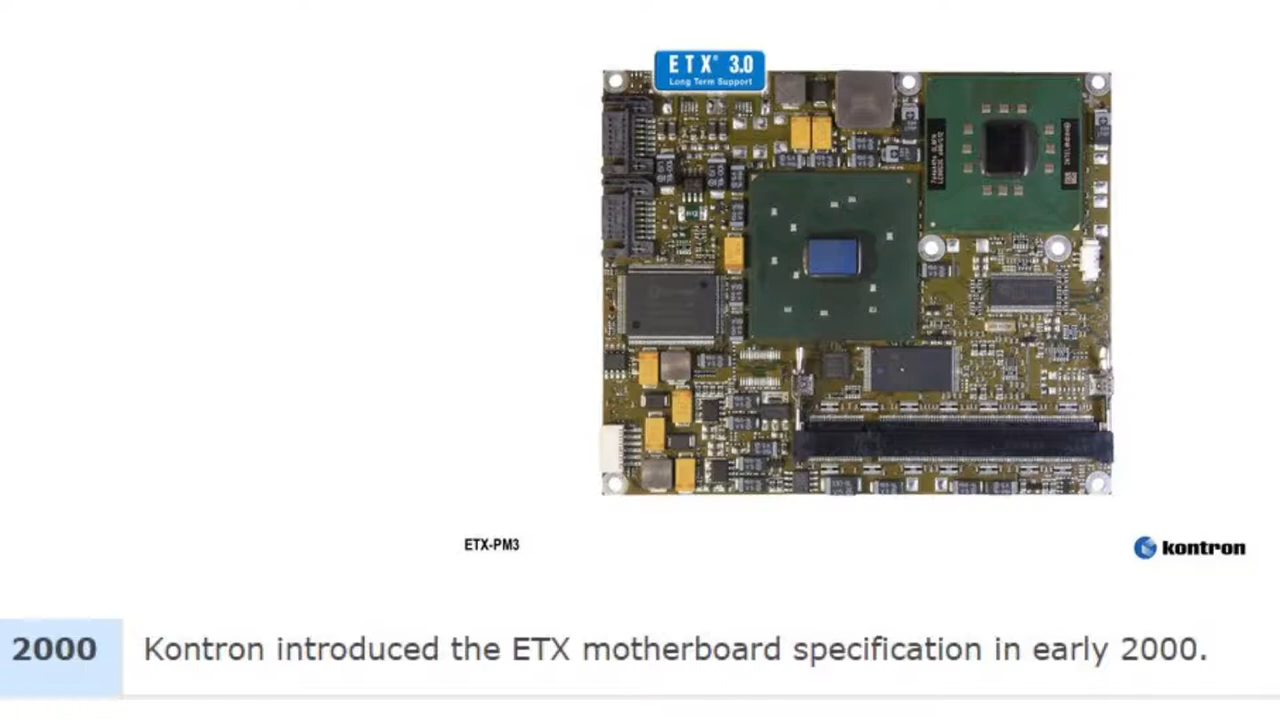 ETX® 3.0
Long Term Support
ETX-PM3
kontron
2000 Kontron introduced the ETX motherboard specification in early 2000.